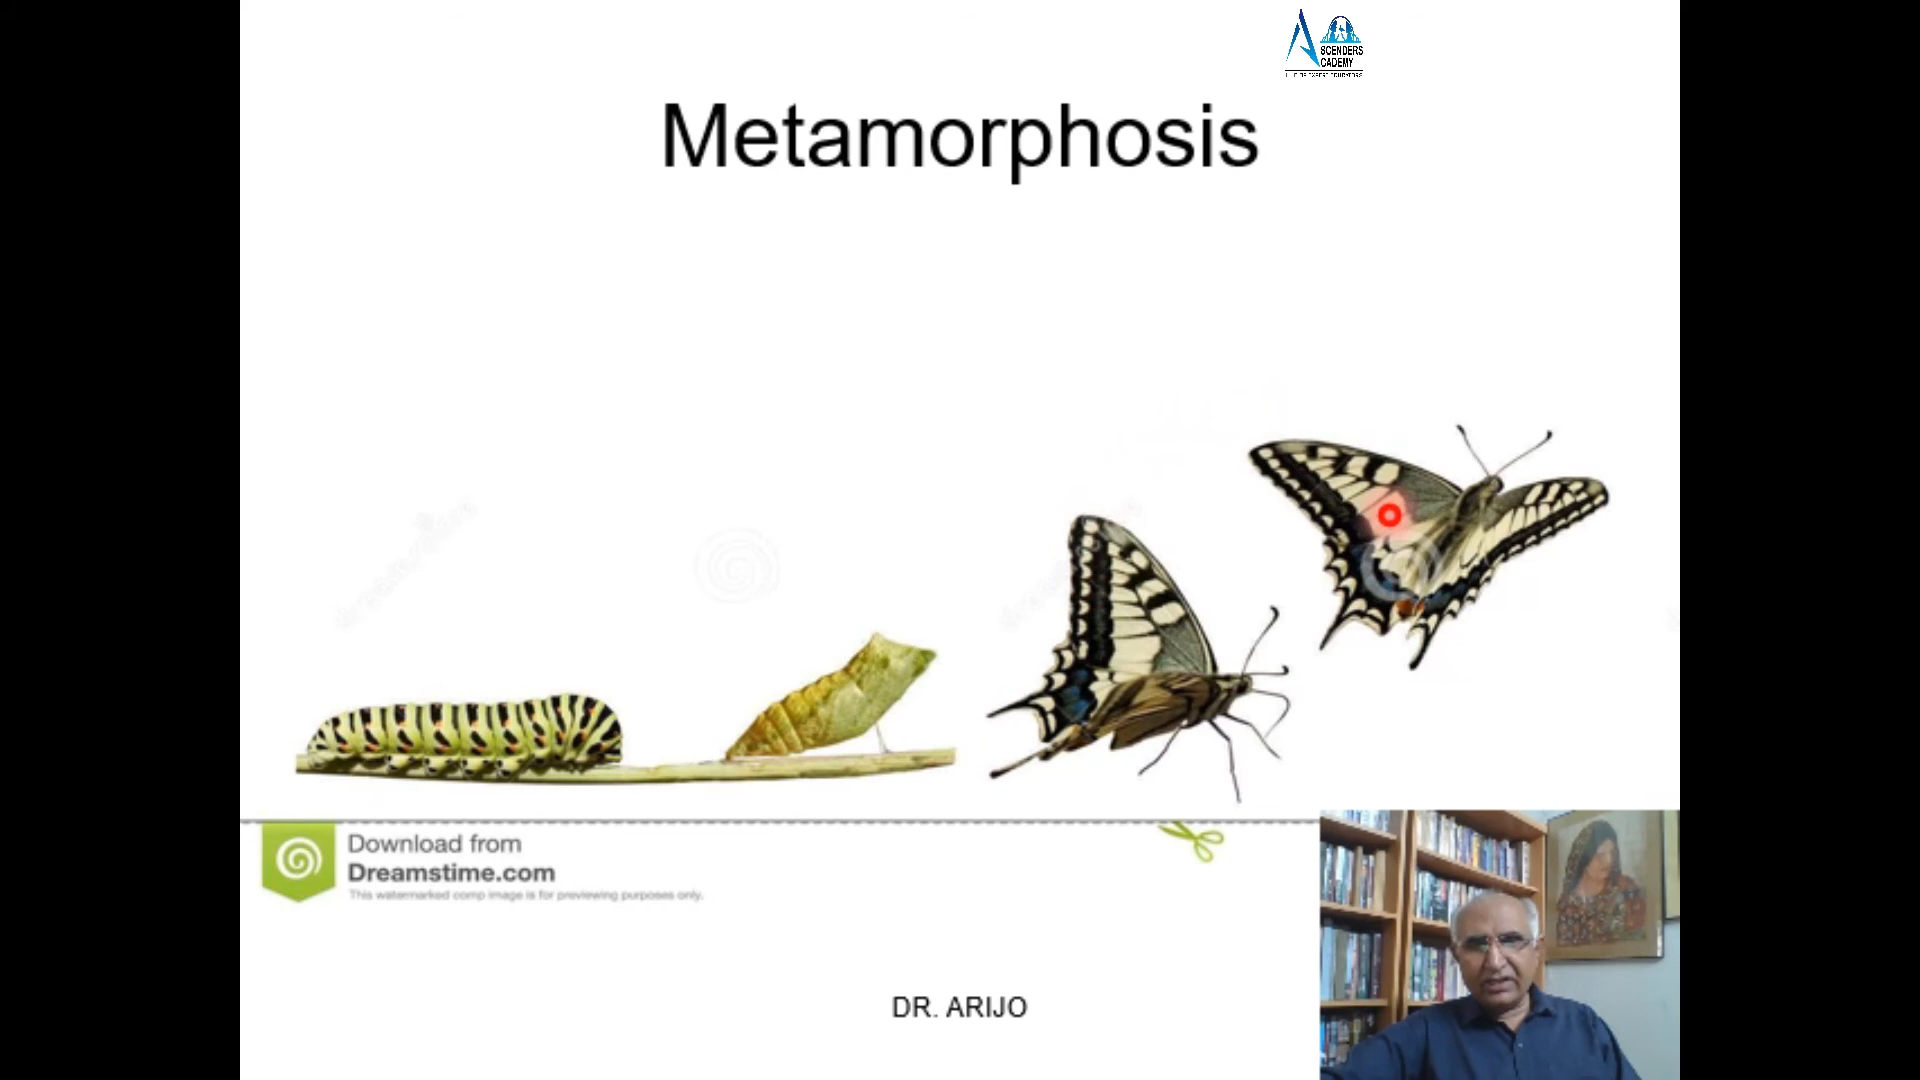 SCENDERS
CADEMY
Metamorphosis
Download from
Dreamstime.com
This watermarked comp image is for previewing purposes only.
DR. ARIJO